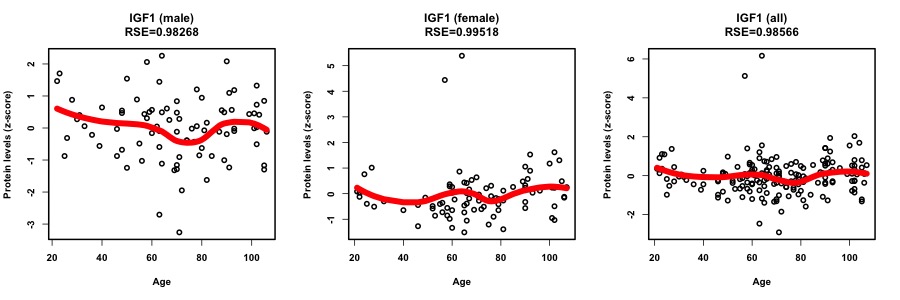 IGF1 (male)
RSE=0.98268
Protein levels (z-score)
2
1
0
-1
-2
-3
20
40
60
80
100
Age
IGF1 (female)
RSE=0.99518
Protein levels (z-score)
5
4
3
2
1
0
-1
20
40
60
80
100
Age
IGF1 (all)
RSE=0.98566
Protein levels (z-score)
6
4
2
0
-2
20
40
60
80
100
Age